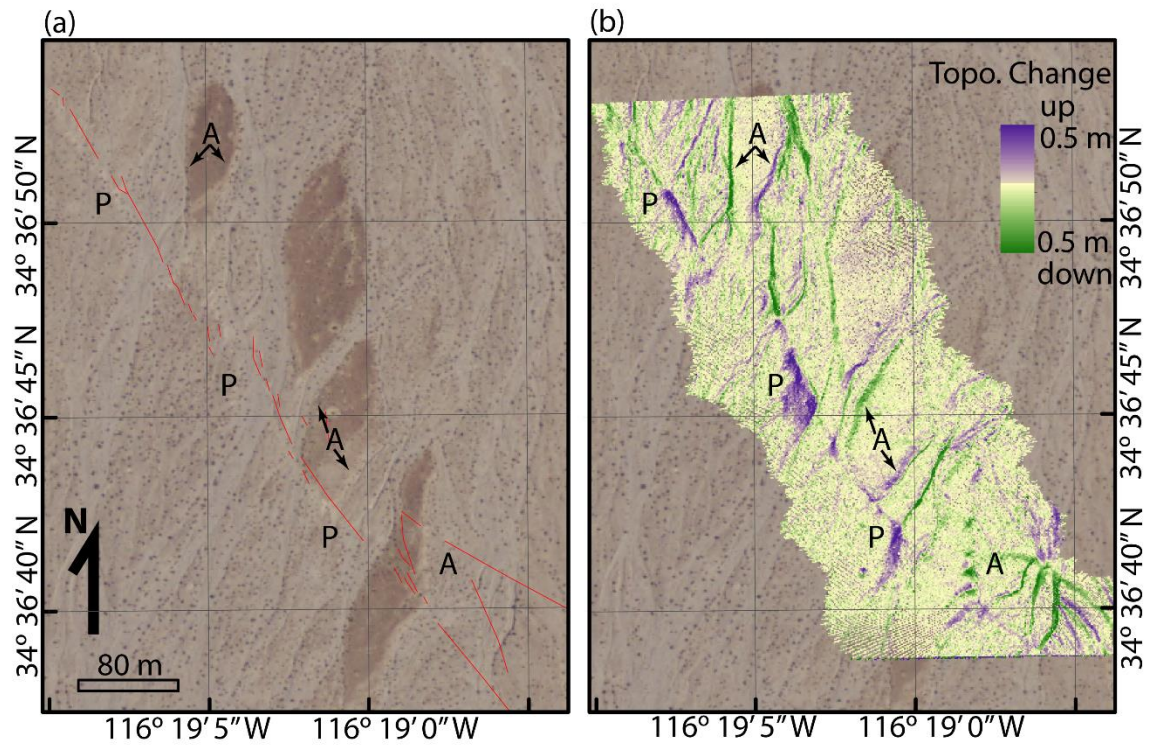 (a)
(b)
Topo. Change
up
0.5 m
0.5 m
down
A
P
P
A
P
A
N
80 m
34° 36′ 50″ N
34° 36′ 45″ N
34° 36′ 40″ N
116° 19′ 5″W
116° 19′ 0″W
A
P
P
A
P
A
34° 36′ 50″ N
34° 36′ 45″ N
34° 36′ 40″ N
116° 19′ 5″W
116° 19′ 0″W